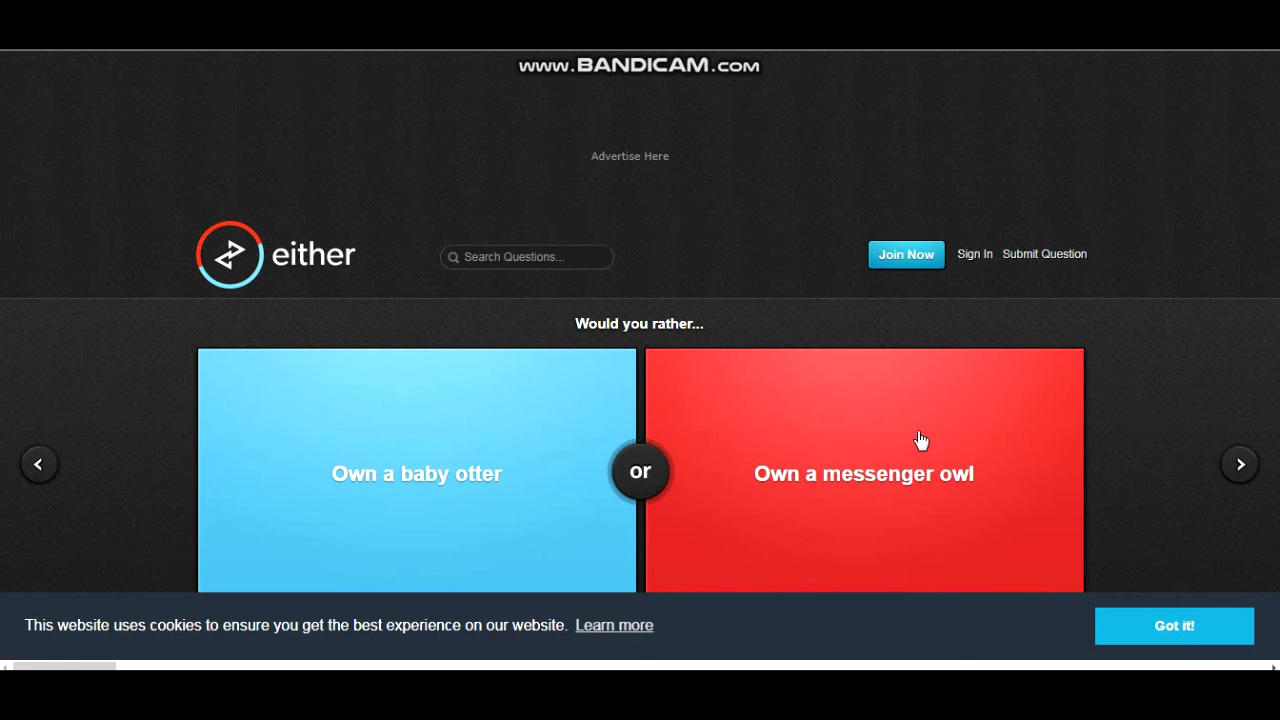 www.BANDICAM.com
Advertise Here
either
Search Questions...
Join Now
Sign In
Submit Question
Would you rather...
Own a baby otter
or
Own a messenger owl
This website uses cookies to ensure you get the best experience on our website. Learn more
Got it!